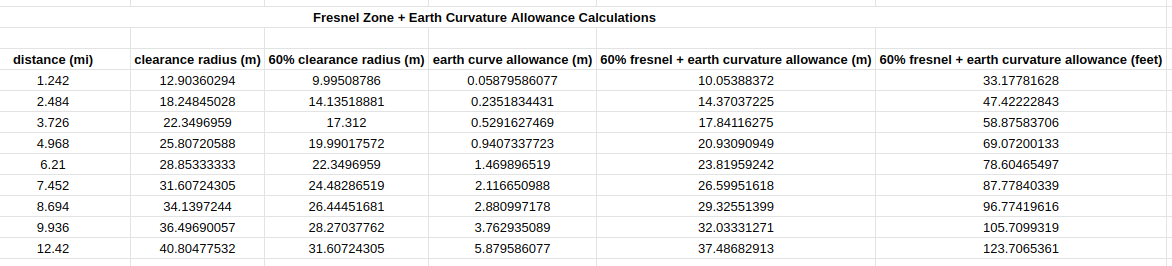 Fresnel Zone + Earth Curvature Allowance Calculations
distance (mi) clearance radius (m) 60% clearance radius (m) earth curve allowance (m) 60% fresnel + earth curvature allowance (m) 60% fresnel + earth curvature allowance (feet)
1.242 12.90360294 9.99508786 0.05879586077 10.05388372 33.17781628
2.484 18.24845028 14.13518881 0.2351834431 14.37037225 47.42222843
3.726 22.3496959 17.312 0.5291627469 17.84116275 58.87583706
4.968 25.80720588 19.99017572 0.9407337723 20.93090949 69.07200133
6.21 28.85333333 22.3496959 1.469896519 23.81959242 78.60465497
7.452 31.60724305 24.48286519 2.116650988 26.59951618 87.77840339
8.694 34.1397244 26.44451681 2.880997178 29.32551399 96.77419616
9.936 36.49690057 28.27037762 3.762935089 32.03331271 105.7099319
12.42 40.80477532 31.60724305 5.879586077 37.48682913 123.7065361